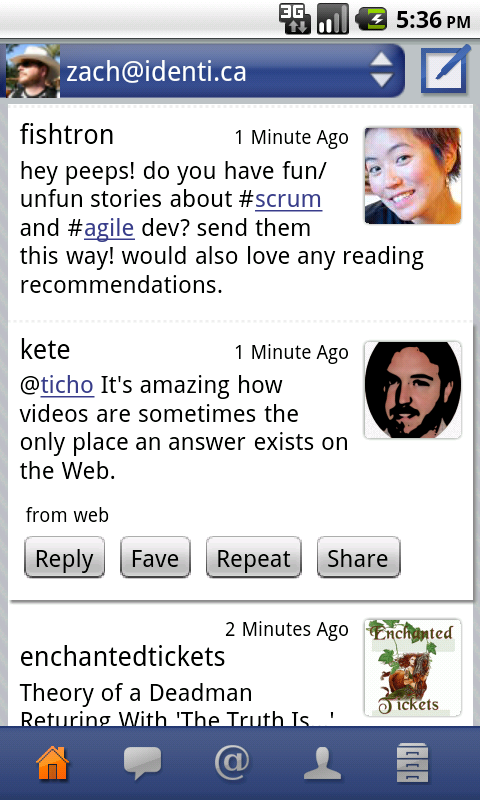 3G
5:36 PM
zach@identi.ca
fishtron
1 Minute Ago
hey peeps! do you have fun/
unfun stories about #scrum
and #agile dev? send them
this way! would also love any reading
recommendations.
kete
1 Minute Ago
@ticho It's amazing how
videos are sometimes the
only place an answer exists on
the Web.
from web
Reply
Fave
Repeat
Share
2 Minutes Ago
enchantedtickets
Enchanted
Tickets
Theory of a Deadman
Returing With 'The Truth Is...'
@